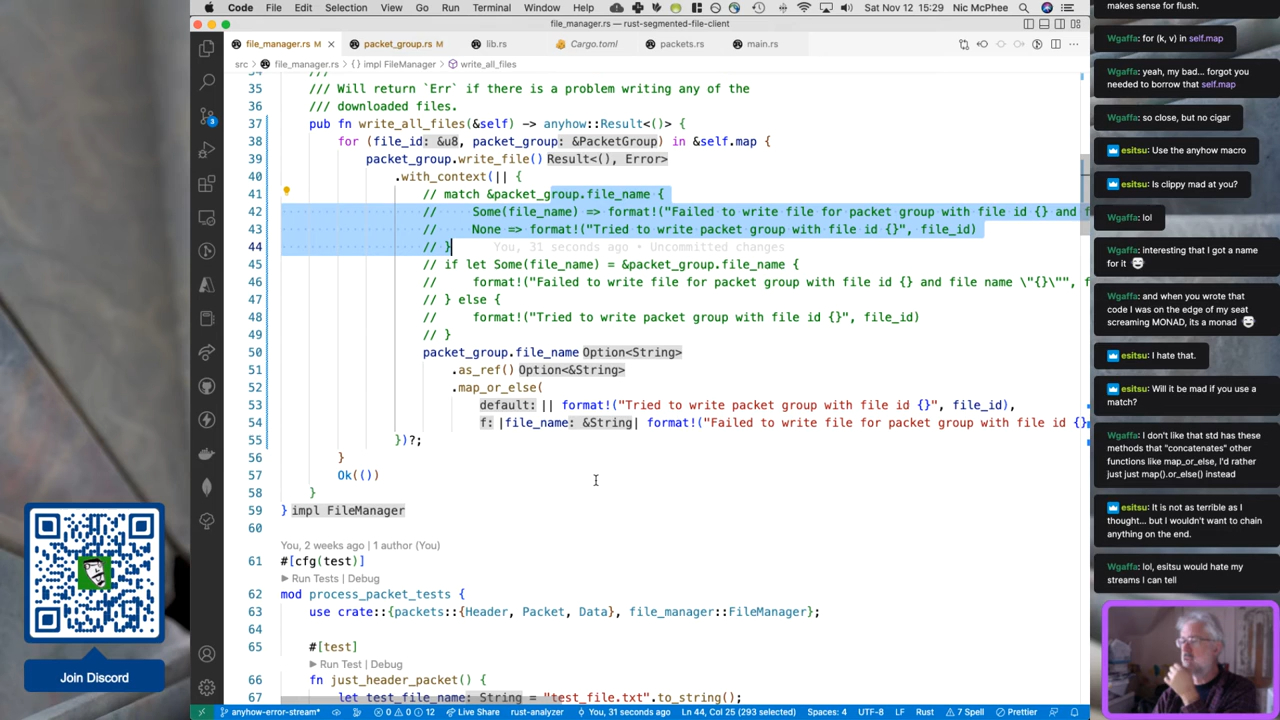 Code File Edit Selection View Go Run Terminal Window Help Sat Nov 12 15:29 Nic McPhee
file_manager.rs — rust-segmented-file-client
file_manager.rs M × packet_group.rs M lib.rs Cargo.toml packets.rs main.rs
src > file_manager.rs > {} impl FileManager > write_all_files
35 /// Will return `Err` if there is a problem writing any of the
36 /// downloaded files.
37 pub fn write_all_files(&self) -> anyhow::Result<()> {
38 for (file_id: &u8, packet_group: &PacketGroup) in &self.map {
39 packet_group.write_file() Result<(), Error>
40 .with_context(|| {
41 // match &packet_group.file_name {
42 // Some(file_name) => format!("Failed to write file for packet group with file id {} and f
43 // None => format!("Tried to write packet group with file id {}", file_id)
44 // } You, 31 seconds ago • Uncommitted changes
45 // if let Some(file_name) = &packet_group.file_name {
46 // format!("Failed to write file for packet group with file id {} and file name \"{}\"", f
47 // } else {
48 // format!("Tried to write packet group with file id {}", file_id)
49 // }
50 packet_group.file_name Option<String>
51 .as_ref() Option<&String>
52 .map_or_else(
53 default: || format!("Tried to write packet group with file id {}", file_id),
54 f: |file_name: &String| format!("Failed to write file for packet group with file id {}
55 })?;
56 }
57 Ok(())
58 }
59 } impl FileManager
60
You, 2 weeks ago | 1 author (You)
61 #[cfg(test)]
▶ Run Tests | Debug
62 mod process_packet_tests {
63 use crate::{packets::{Header, Packet, Data}, file_manager::FileManager};
64
65 #[test]
▶ Run Test | Debug
66 fn just_header_packet() {
67 let test_file_name: String = "test_file.txt".to_string();
anyhow-error-stream* 0 0 12 Live Share rust-analyzer You, 31 seconds ago Ln 44, Col 25 (293 selected) Spaces: 4 UTF-8 LF Rust 7 Spell Prettier
3
Join Discord
makes sense for flush.
Wgaffa: for (k, v) in self.map
Wgaffa: yeah, my bad... forgot you
needed to borrow that self.map
Wgaffa: so close, but no cigar
esitsu: Use the anyhow macro
esitsu: Is clippy mad at you?
Wgaffa: lol
Wgaffa: interesting that I got a name
for it
Wgaffa: and when you wrote that
code I was on the edge of my seat
screaming MONAD, its a monad
esitsu: I hate that.
esitsu: Will it be mad if you use a
match?
esitsu: I don't like that std has these
methods that "concatenates" other
functions like map_or_else, I'd rather
just just map().or_else() instead
esitsu: It is not as terrible as I
thought... but I wouldn't want to chain
anything on the end.
Wgaffa: lol, esitsu would hate my
streams I can tell